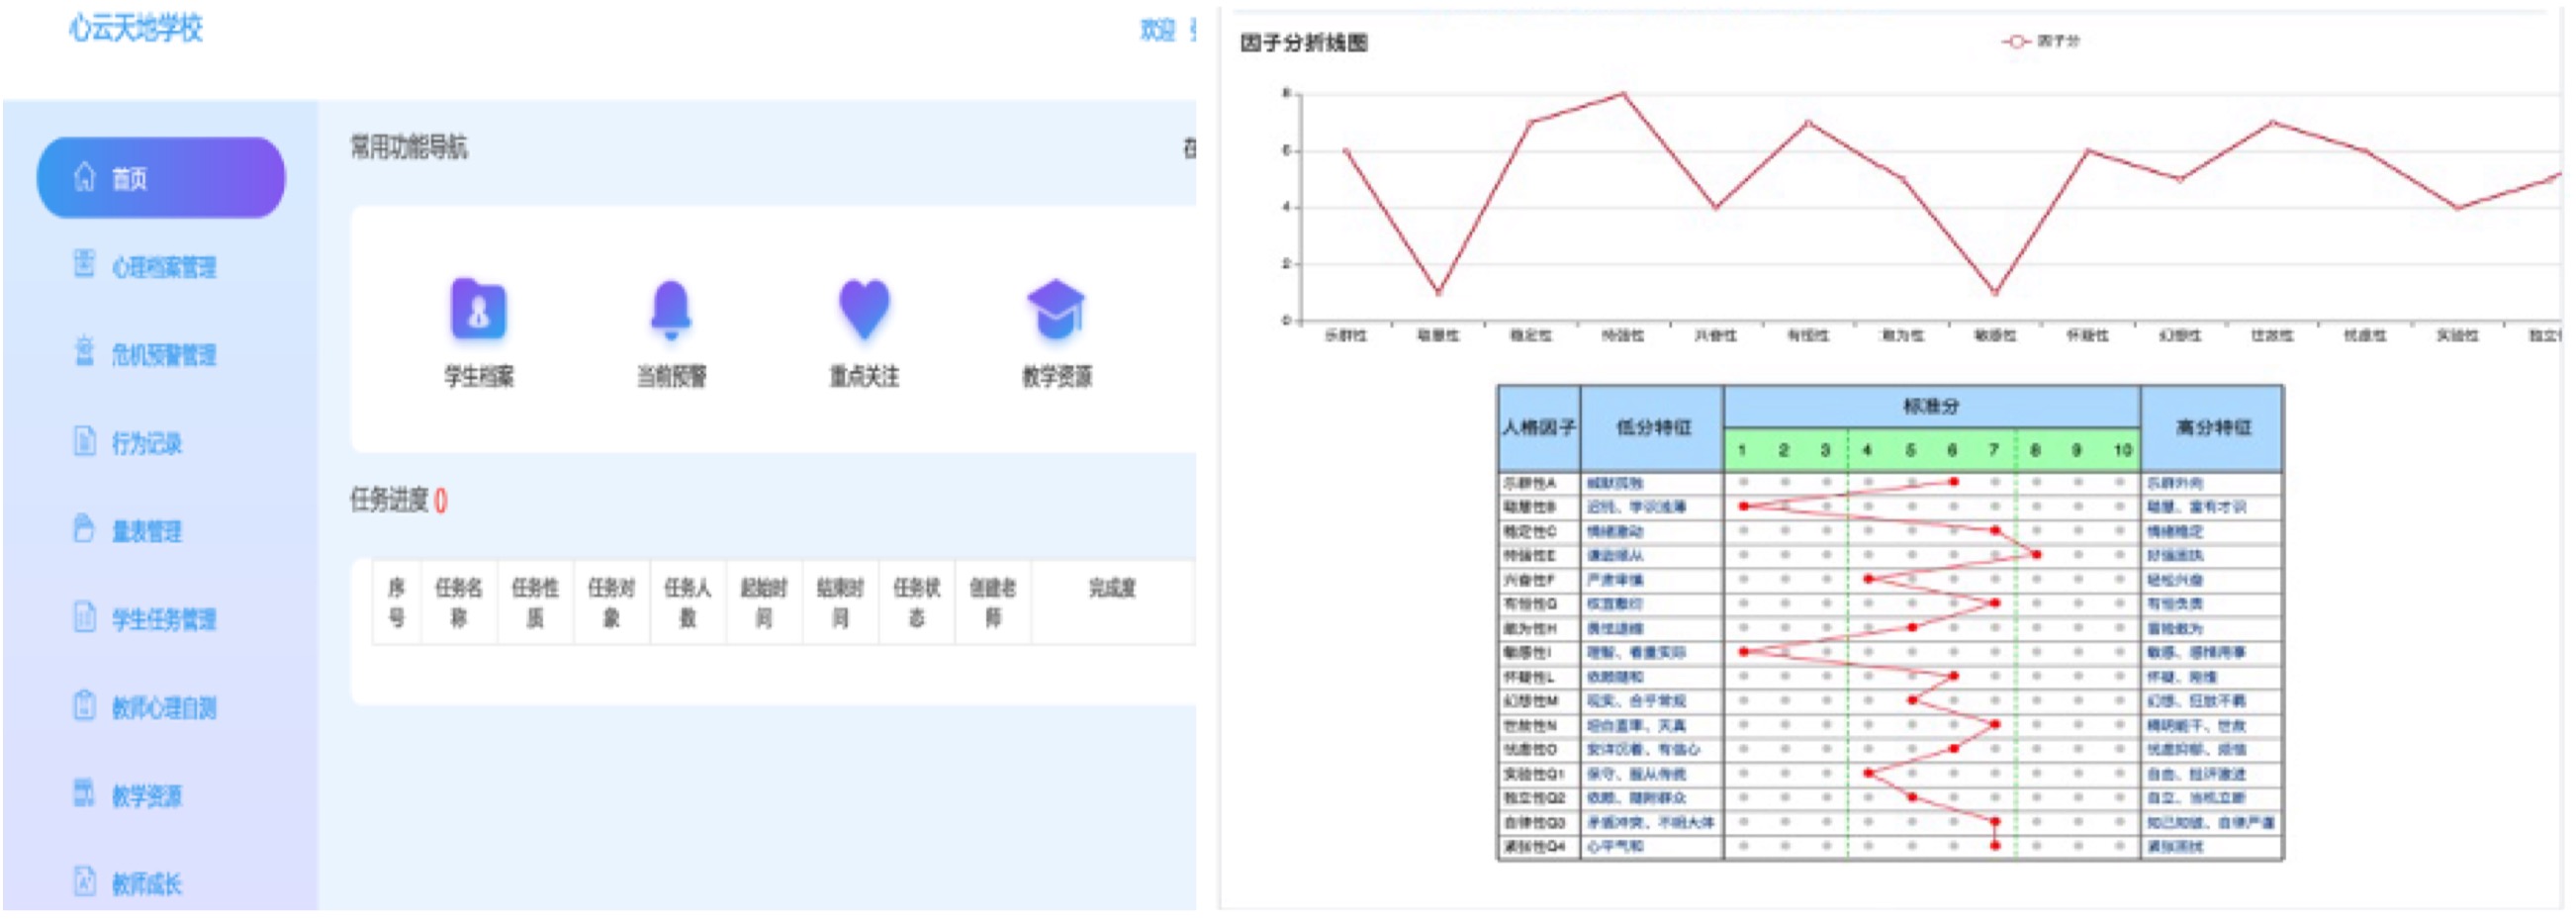 心云天地学校
欢迎
首页
心理档案管理
危机预警管理
行为记录
量表管理
学生任务管理
教师心理自测
教学资源
教师成长
常用功能导航
学生档案
当前预警
重点关注
教学资源
任务进度 0
序号 任务名称 任务性质 任务对象 任务人数 起始时间 结束时间 任务状态 创建老师 完成度
因子分折线图
因子分
8
6
4
2
0
乐群性 聪慧性 稳定性 恃强性 兴奋性 有恒性 敢为性 敏感性 怀疑性 幻想性 世故性 忧虑性 实验性
人格因子 低分特征 标准分 高分特征
1 2 3 4 5 6 7 8 9 10
乐群性A 缄默孤独 乐群外向
聪慧性B 迟钝、学识浅薄 聪慧、富有才识
稳定性C 情绪激动 情绪稳定
恃强性E 谦逊顺从 好强固执
兴奋性F 严肃审慎 轻松兴奋
有恒性G 权宜敷衍 有恒负责
敢为性H 畏怯退缩 冒险敢为
敏感性I 理智、着重实际 敏感、感情用事
怀疑性L 依赖随和 怀疑、刚愎
幻想性M 现实、合乎常规 幻想、狂放不羁
世故性N 坦白直率、天真 精明能干、世故
忧虑性O 安详沉着、有信心 忧虑抑郁、烦恼
实验性Q1 保守、服从传统 自由、批评激进
独立性Q2 依赖、随附群众 自立、当机立断
自律性Q3 矛盾冲突、不明大体 知己知彼、自律严谨
紧张性Q4 心平气和 紧张困扰